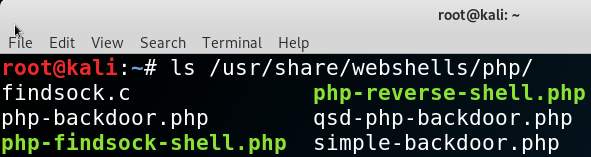 root@kali: ~
File Edit View Search Terminal Help
root@kali:~# ls /usr/share/webshells/php/
findsock.c php-reverse-shell.php
php-backdoor.php qsd-php-backdoor.php
php-findsock-shell.php simple-backdoor.php